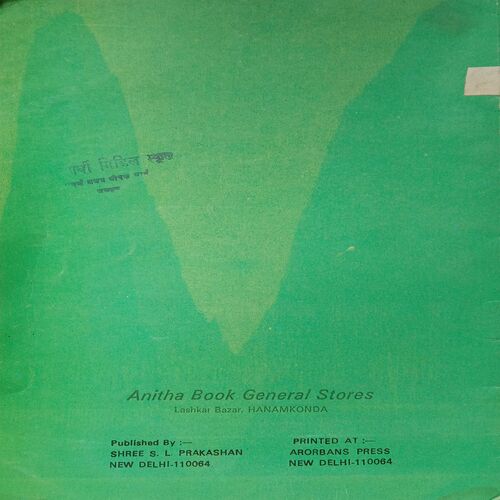 मिडिल स्कूल
Anitha Book General Stores
Lashkar Bazar, HANAMKONDA
Published By :—
SHREE S. L. PRAKASHAN
NEW DELHI-110064
PRINTED AT :—
ARORBANS PRESS
NEW DELHI-110064